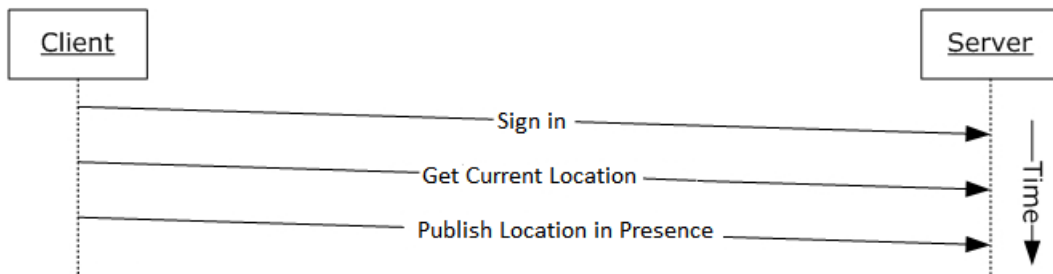 Client
Server
Sign in
Get Current Location
Publish Location in Presence
Time